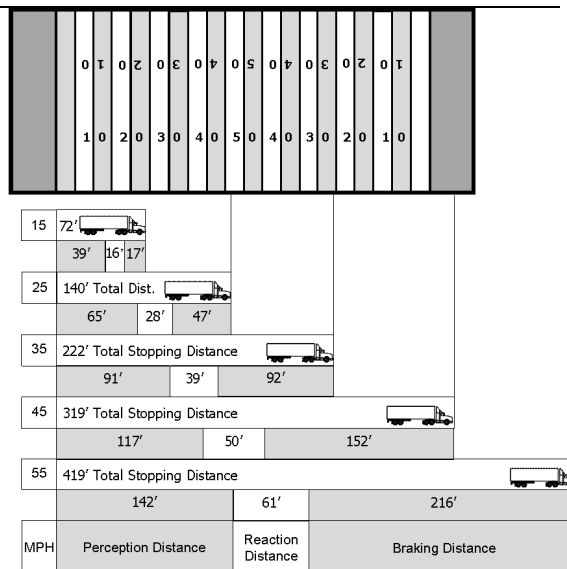 0 1 0 2 0 3 0 4 0 5 0 4 0 3 0 2 0 1
1 0 2 0 3 0 4 0 5 0 4 0 3 0 2 0 1 0
15 72′
39′ 16′ 17′
25 140′ Total Dist.
65′ 28′ 47′
35 222′ Total Stopping Distance
91′ 39′ 92′
45 319′ Total Stopping Distance
117′ 50′ 152′
55 419′ Total Stopping Distance
142′ 61′ 216′
MPH Perception Distance Reaction Distance Braking Distance